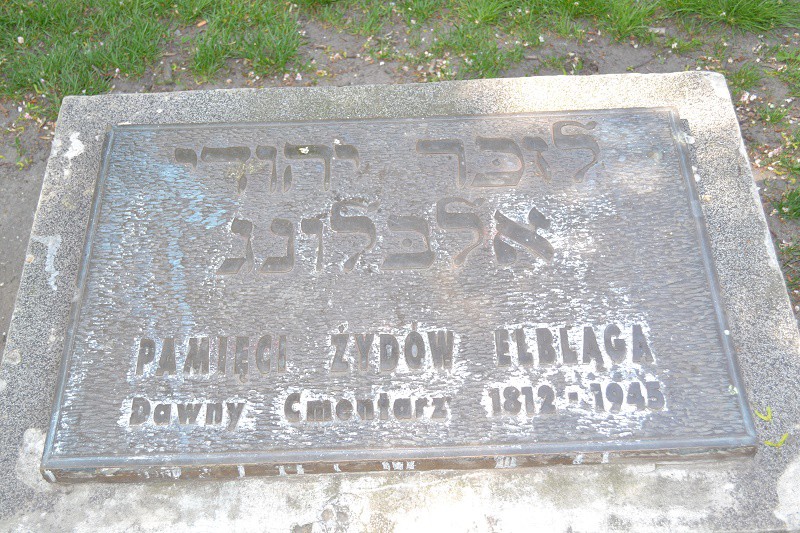 לזכר יהודי
אלבלונג
PAMIĘCI ŻYDÓW ELBLĄGA
Dawny Cmentarz 1812 - 1945